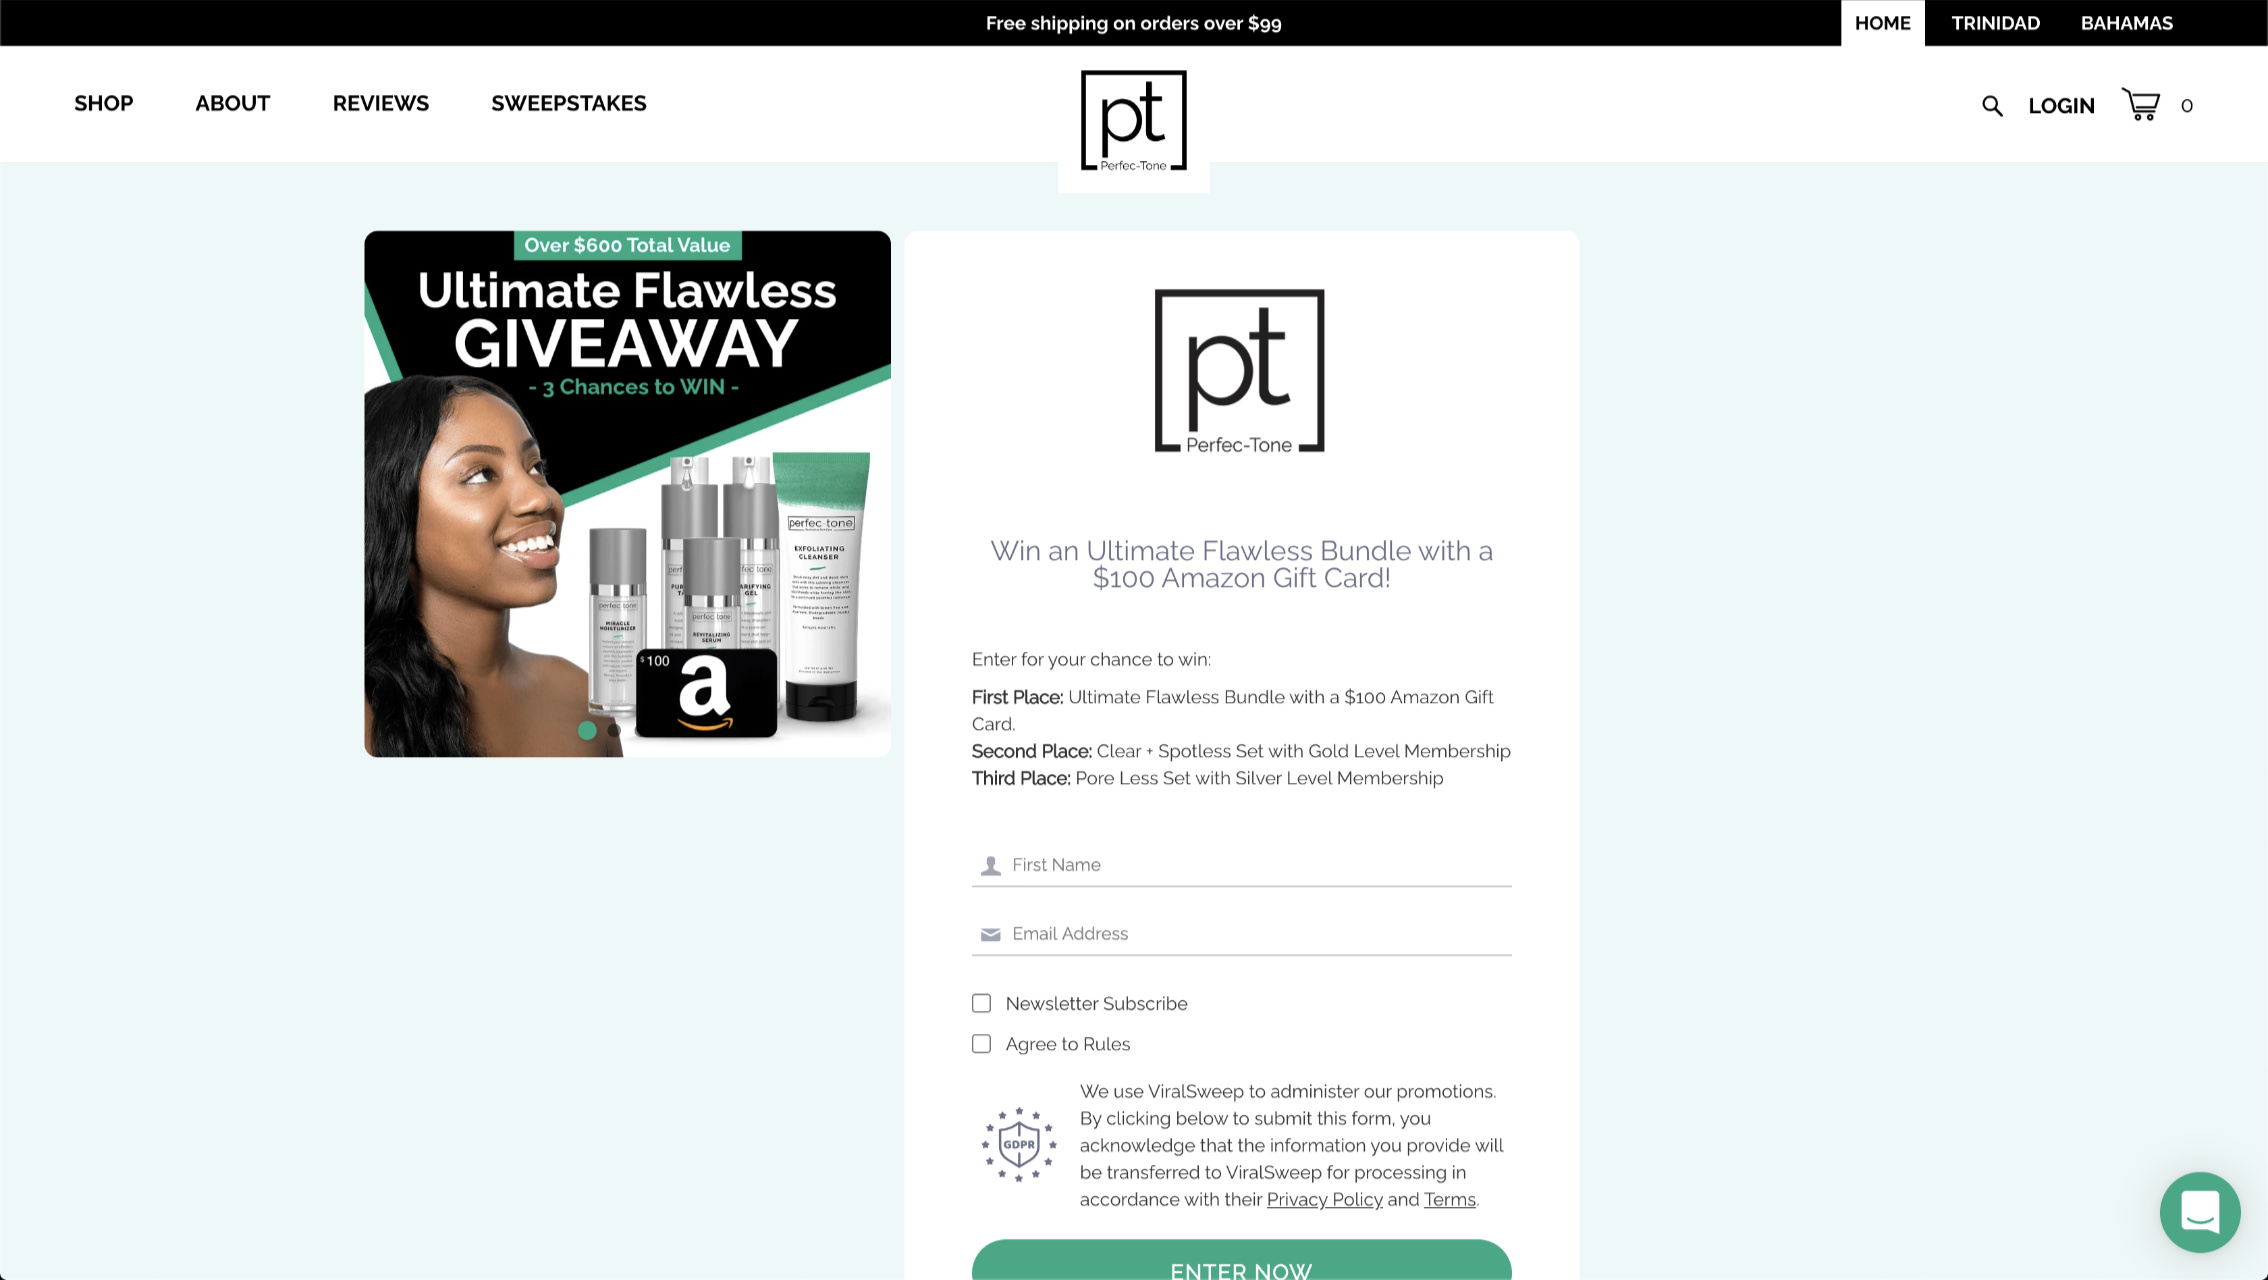 Free shipping on orders over $99
HOME
TRINIDAD
BAHAMAS
SHOP
ABOUT
REVIEWS
SWEEPSTAKES
pt
Perfec-Tone
LOGIN
0
Over $600 Total Value
Ultimate Flawless
GIVEAWAY
- 3 Chances to WIN -
perfec-tone
EXFOLIATING
CLEANSER
perfec tone
MIRACLE
MOISTURIZER
perfec tone
REVITALIZING
SERUM
GEL
$100
a
pt
Perfec-Tone
Win an Ultimate Flawless Bundle with a
$100 Amazon Gift Card!
Enter for your chance to win:
First Place: Ultimate Flawless Bundle with a $100 Amazon Gift
Card.
Second Place: Clear + Spotless Set with Gold Level Membership
Third Place: Pore Less Set with Silver Level Membership
First Name
Email Address
Newsletter Subscribe
Agree to Rules
GDPR
We use ViralSweep to administer our promotions.
By clicking below to submit this form, you
acknowledge that the information you provide will
be transferred to ViralSweep for processing in
accordance with their Privacy Policy and Terms.
ENTER NOW